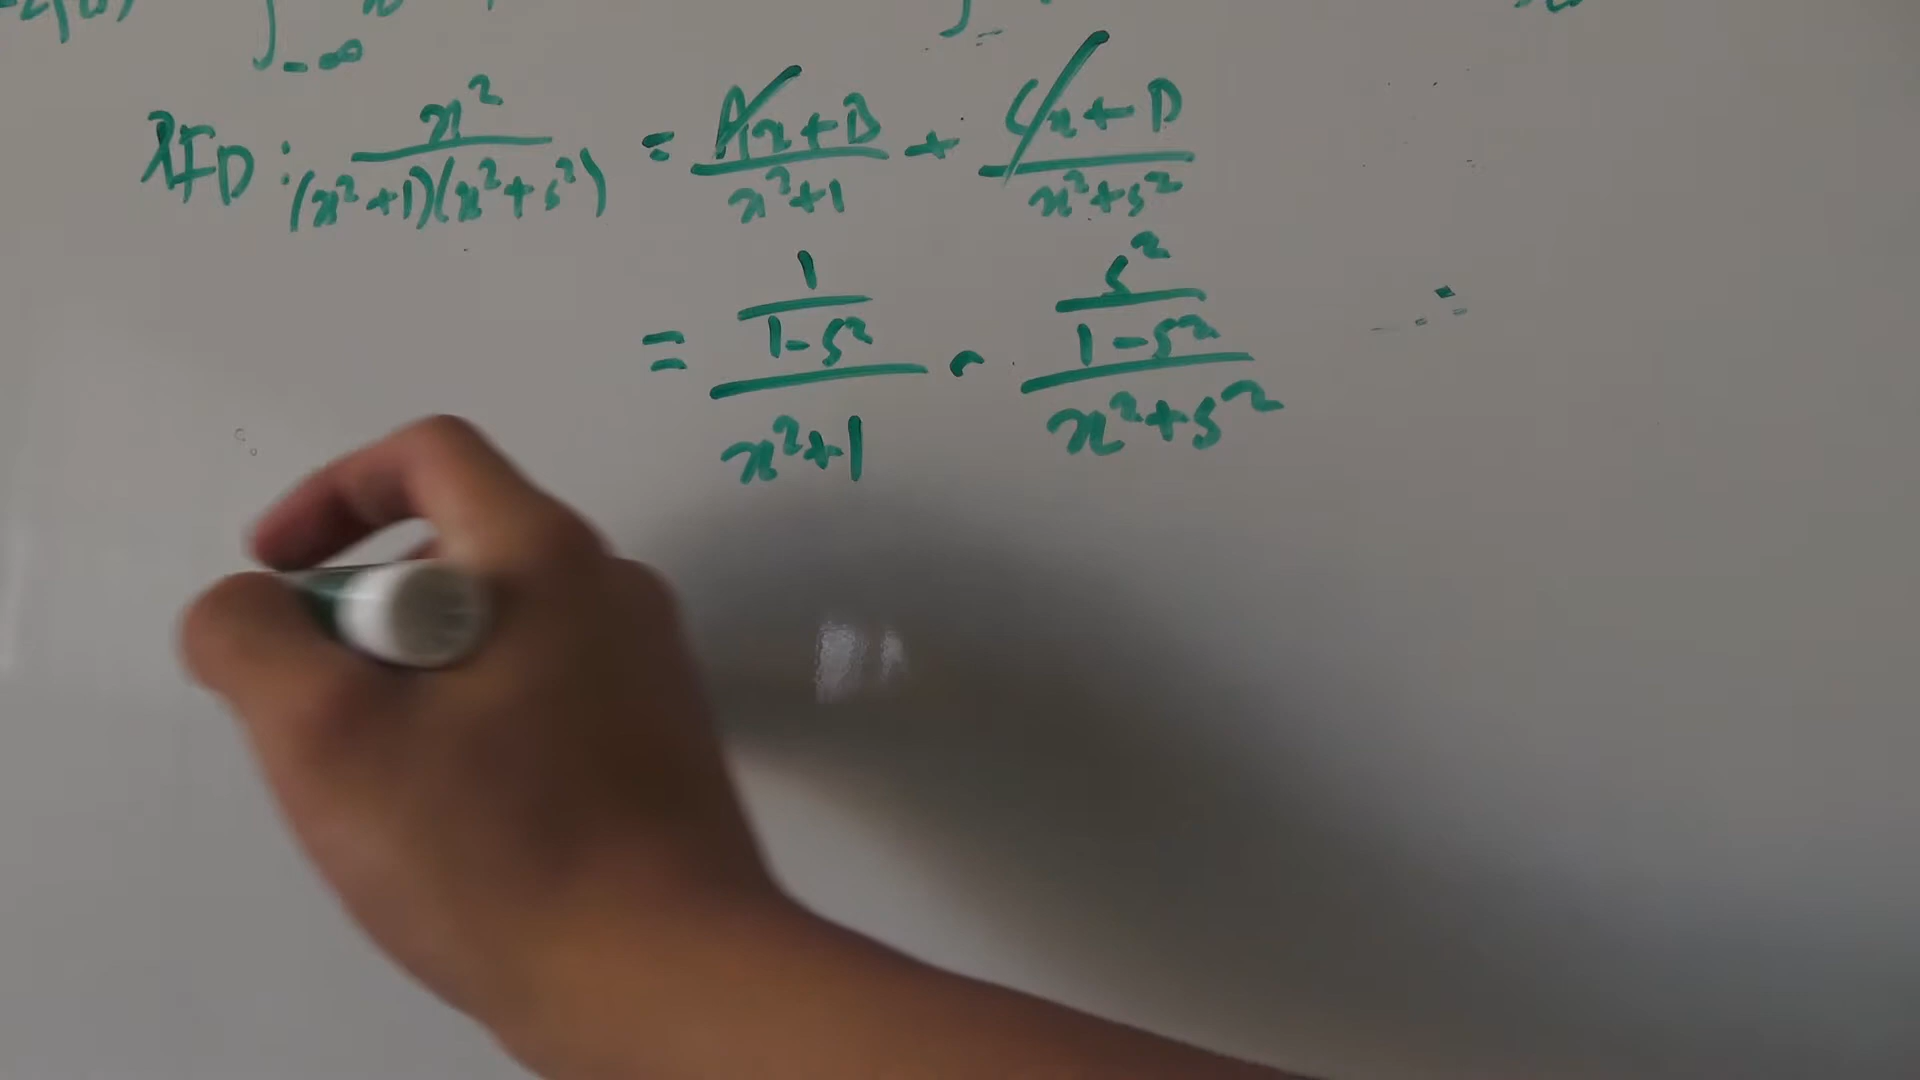 ∫_{-∞}
PFD: x²/((x²+1)(x²+s²)) = (Ax+B)/(x²+1) + (Cx+D)/(x²+s²)
= (1/(1-s²))/(x²+1) - (s²/(1-s²))/(x²+s²)